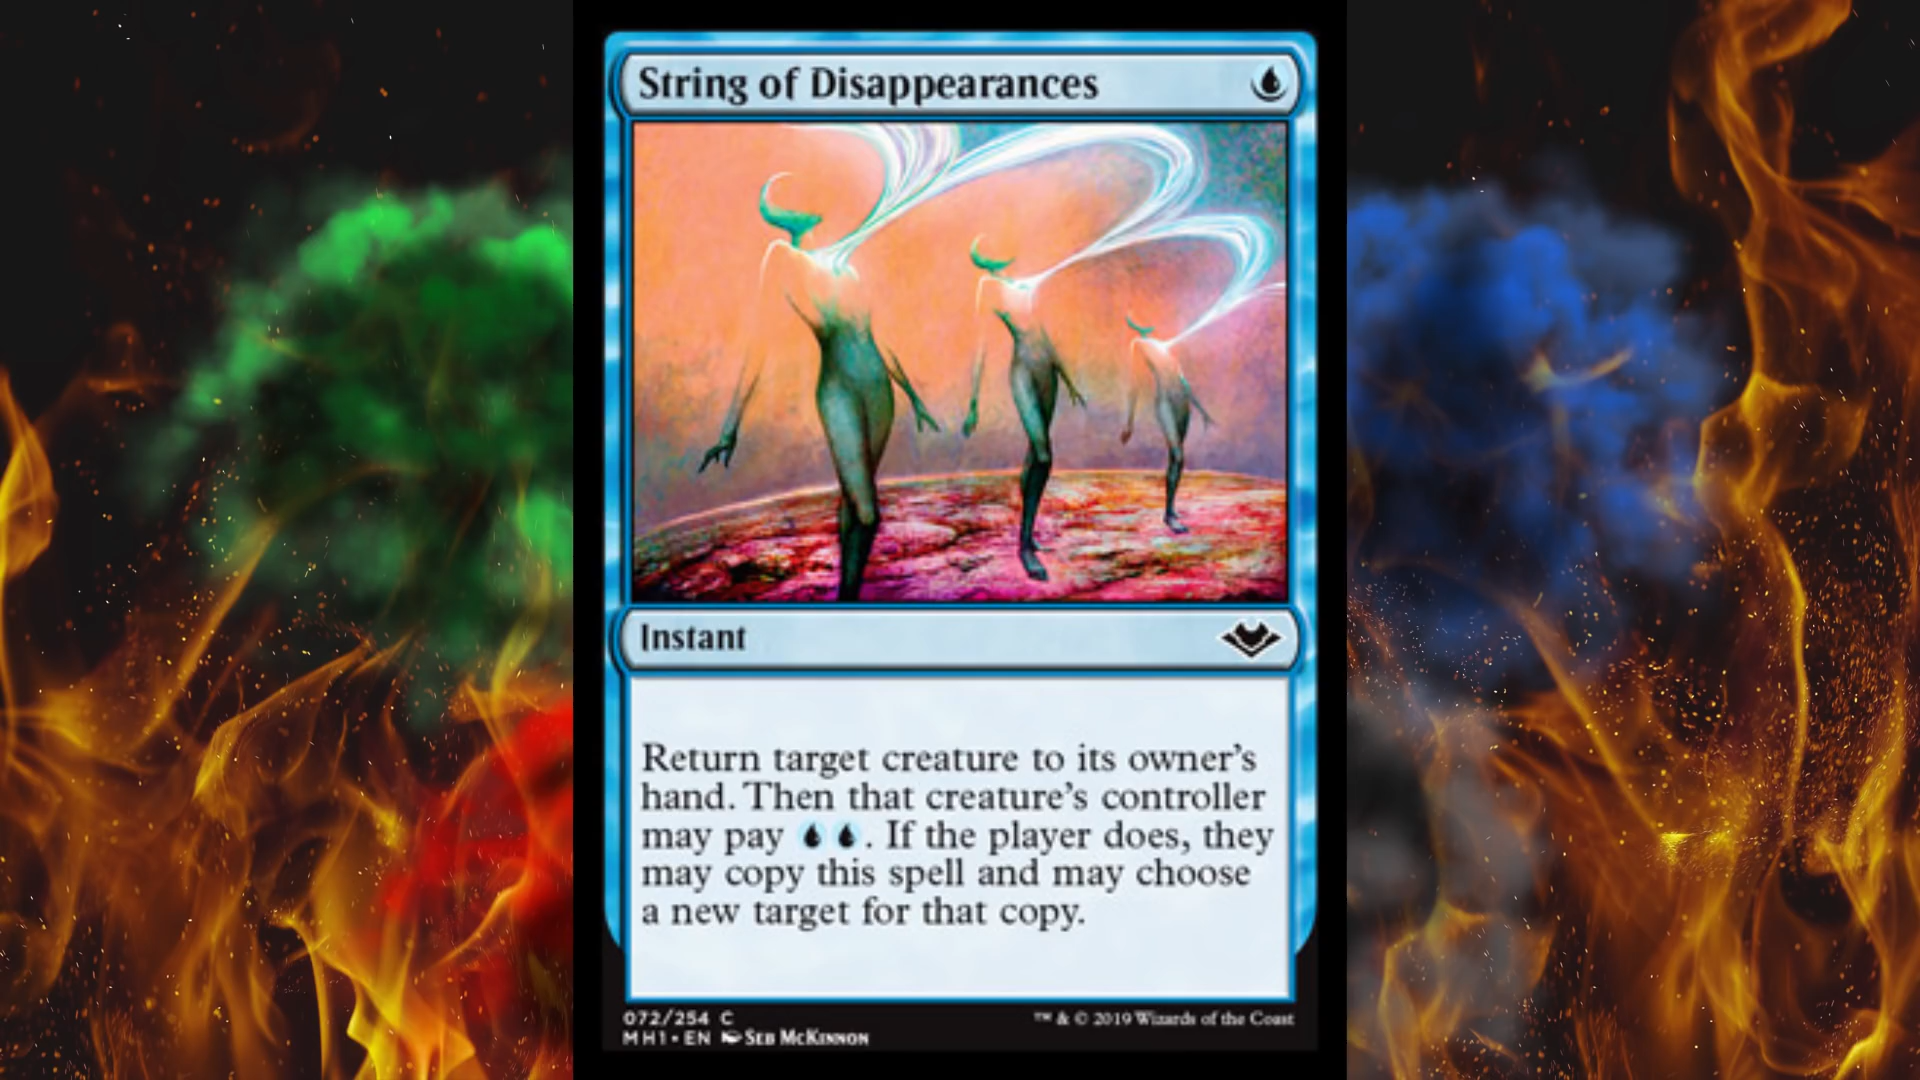 String of Disappearances
Instant
Return target creature to its owner's
hand. Then that creature's controller
may pay . If the player does, they
may copy this spell and may choose
a new target for that copy.
072/254 C
MH1 • EN SEB MCKINNON
™ & © 2019 Wizards of the Coast